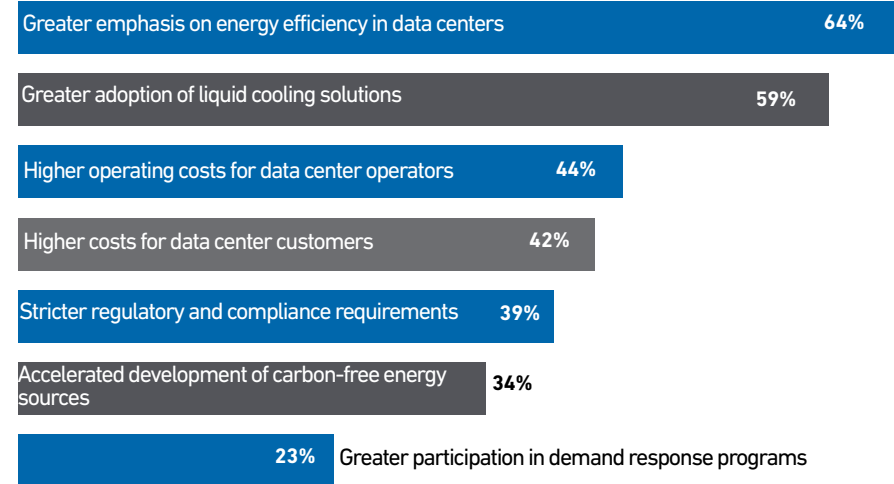 Greater emphasis on energy efficiency in data centers 64%
Greater adoption of liquid cooling solutions 59%
Higher operating costs for data center operators 44%
Higher costs for data center customers 42%
Stricter regulatory and compliance requirements 39%
Accelerated development of carbon-free energy
sources 34%
23% Greater participation in demand response programs